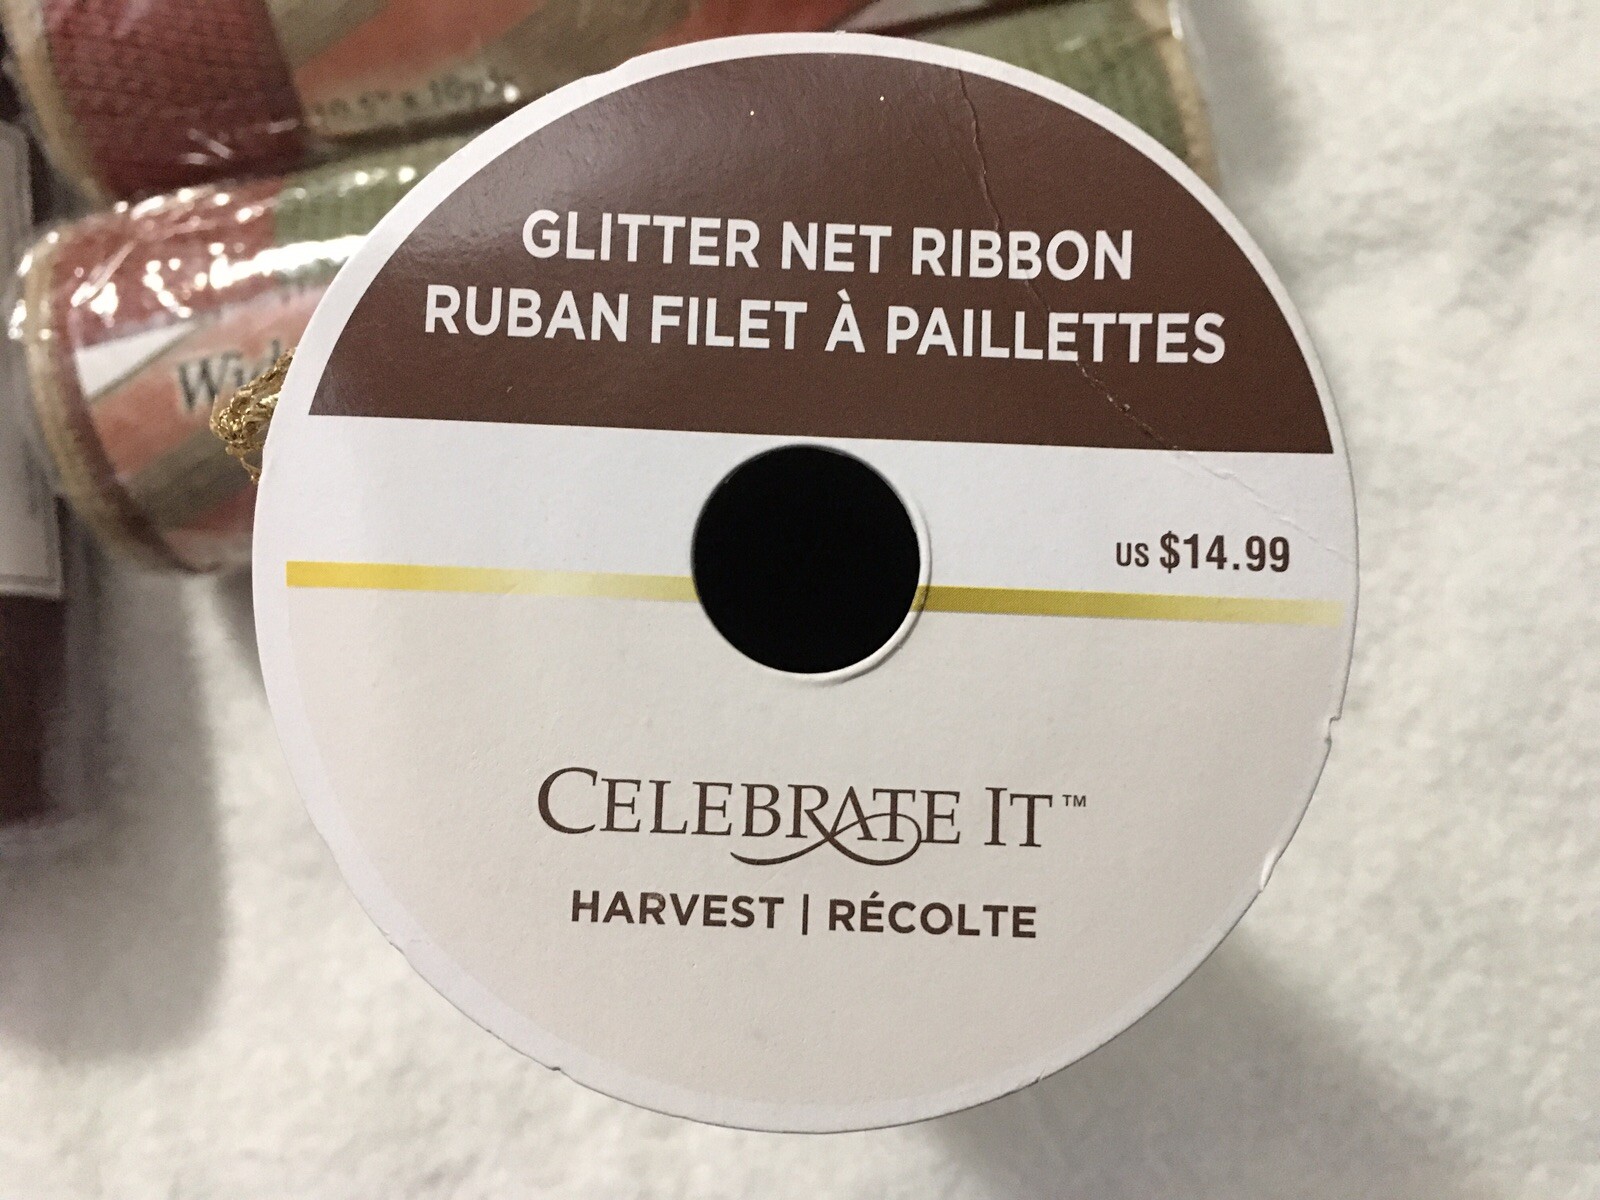 GLITTER NET RIBBON
RUBAN FILET À PAILLETTES
US $14.99
CELEBRATE IT™
HARVEST | RÉCOLTE